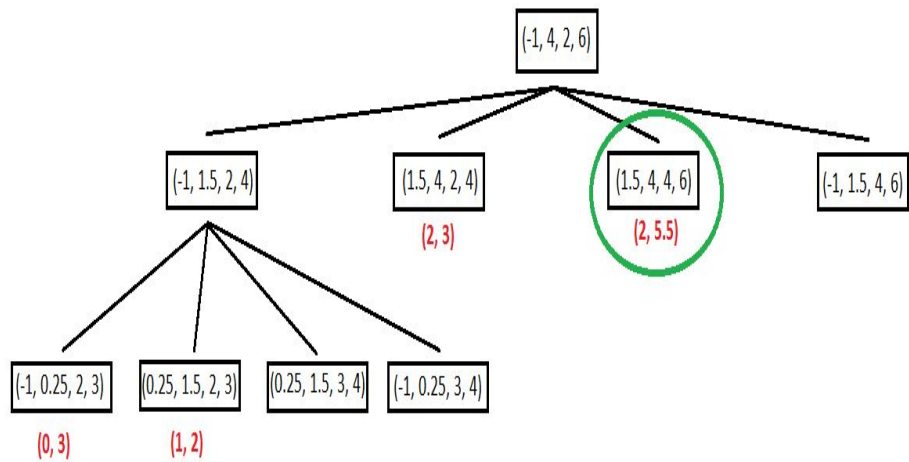 (-1, 4, 2, 6)
(-1, 1.5, 2, 4)
(1.5, 4, 2, 4)
(1.5, 4, 4, 6)
(-1, 1.5, 4, 6)
(2, 3)
(2, 5.5)
(-1, 0.25, 2, 3)
(0.25, 1.5, 2, 3)
(0.25, 1.5, 3, 4)
(-1, 0.25, 3, 4)
(0, 3)
(1, 2)